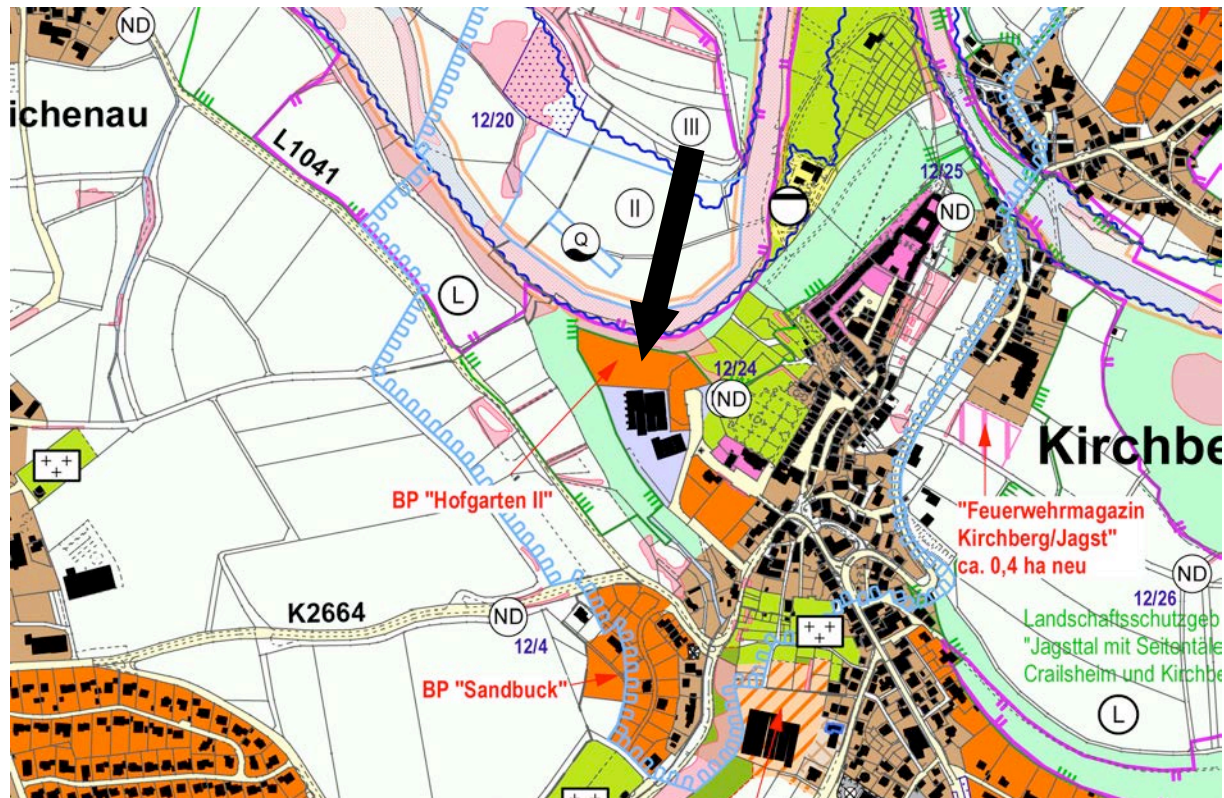 ND
ichenau
L1041
12/20
III
II
Q
L
12/25
ND
12/24
ND
BP "Hofgarten II"
Kirchbe
"Feuerwehrmagazin
Kirchberg/Jagst"
ca. 0,4 ha neu
ND
12/26
K2664
ND
12/4
BP "Sandbuck"
Landschaftsschutzgeb
"Jagsttal mit Seitentäle
Crailsheim und Kirchbe
L